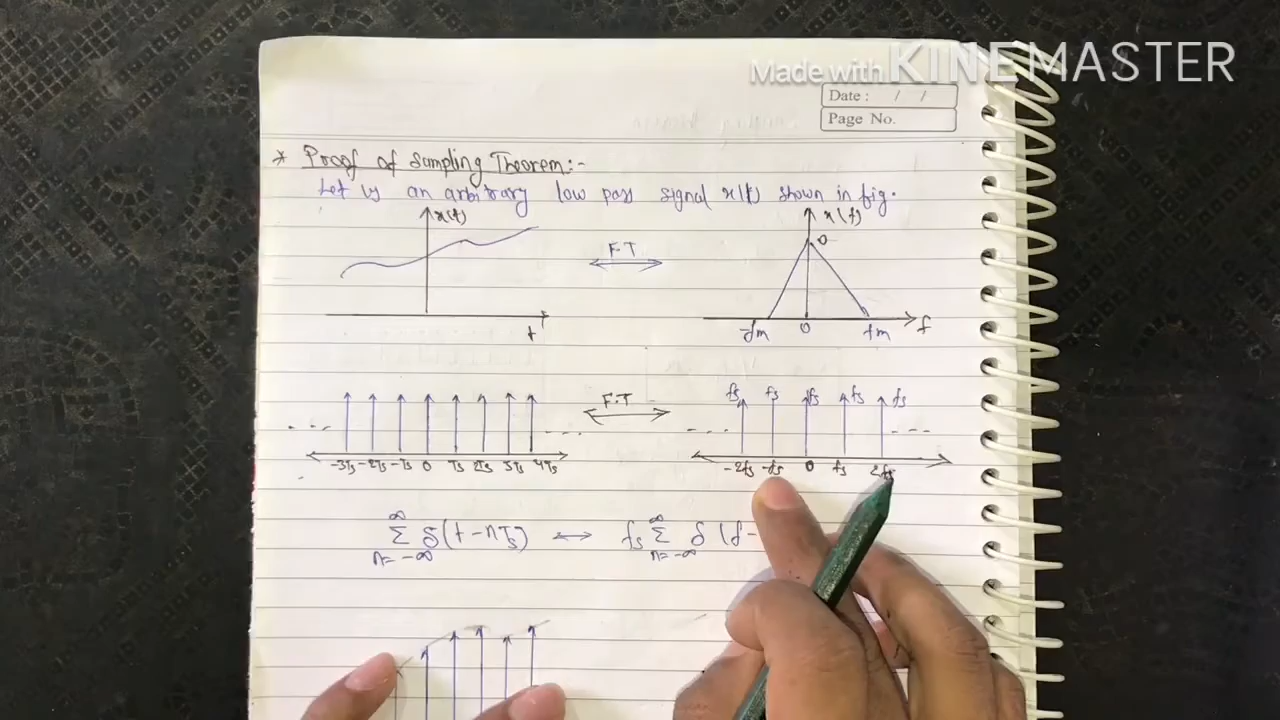 Made with KINEMASTER
Date : / /
Page No.
* Proof of Sampling Theorem:-
Let us an arbitrary low pass signal x(t) shown in fig.
x(t) x(f)
F.T
-fm 0 fm f
t
fs fs fs fs fs
F.T
-3Ts -2Ts -Ts 0 Ts 2Ts 3Ts 4Ts -2fs -fs 0 fs 2fs
∞ Σ n=-∞ δ(t-nTs) ↔ fs ∞ Σ n=-∞ δ(f-